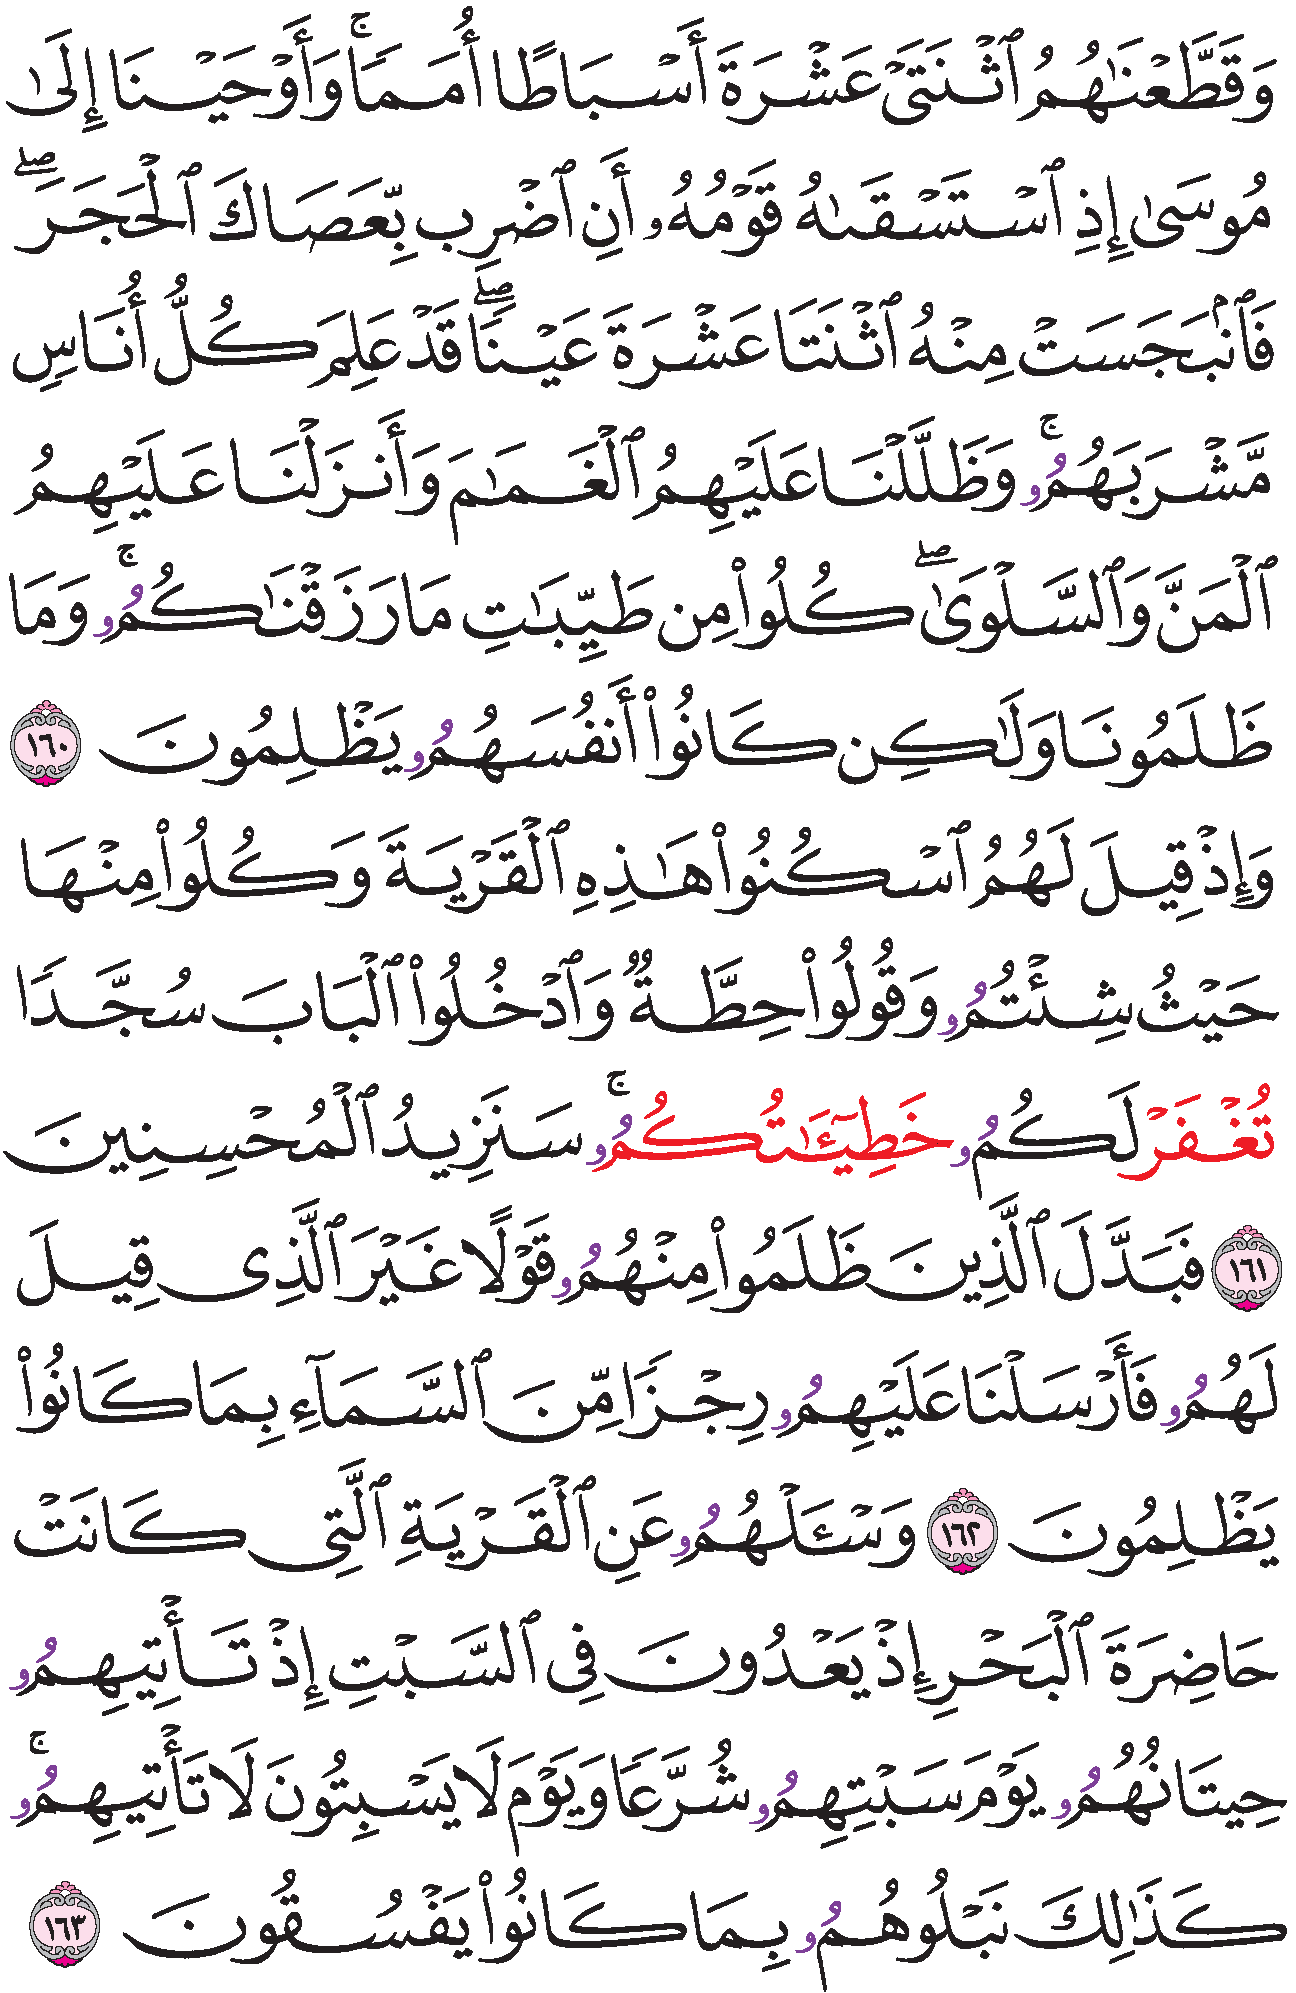 وَقَطَّعْنَٰهُمُ ٱثْنَتَىْ عَشْرَةَ أَسْبَاطًا أُمَمࣰاۚ وَأَوْحَيْنَا إِلَىٰ
مُوسَىٰ إِذِ ٱسْتَسْقَىٰهُ قَوْمُهُۥ أَنِ ٱضْرِب بِّعَصَاكَ ٱلْحَجَرَۖ
فَٱنۢبَجَسَتْ مِنْهُ ٱثْنَتَا عَشْرَةَ عَيْنࣰاۖ قَدْ عَلِمَ كُلُّ أُنَاسࣲ
مَّشْرَبَهُمُۥۚ وَظَلَّلْنَا عَلَيْهِمُ ٱلْغَمَٰمَ وَأَنزَلْنَا عَلَيْهِمُ
ٱلْمَنَّ وَٱلسَّلْوَىٰۖ كُلُوا۟ مِن طَيِّبَٰتِ مَا رَزَقْنَٰكُمُۥۚ وَمَا
ظَلَمُونَا وَلَٰكِن كَانُوا۟ أَنفُسَهُمُۥ يَظْلِمُونَ ١٦٠
وَإِذْ قِيلَ لَهُمُ ٱسْكُنُوا۟ هَٰذِهِ ٱلْقَرْيَةَ وَكُلُوا۟ مِنْهَا
حَيْثُ شِئْتُمُۥ وَقُولُوا۟ حِطَّةࣱ وَٱدْخُلُوا۟ ٱلْبَابَ سُجَّدࣰا
تُغْفَرْ لَكُمُۥ خَطِيٓـَٰٔتُكُمُۥۚ سَنَزِيدُ ٱلْمُحْسِنِينَ
١٦١ فَبَدَّلَ ٱلَّذِينَ ظَلَمُوا۟ مِنْهُمُۥ قَوْلًا غَيْرَ ٱلَّذِى قِيلَ
لَهُمُۥ فَأَرْسَلْنَا عَلَيْهِمُۥ رِجْزࣰا مِّنَ ٱلسَّمَآءِ بِمَا كَانُوا۟
يَظْلِمُونَ ١٦٢ وَسْـَٔلْهُمُۥ عَنِ ٱلْقَرْيَةِ ٱلَّتِى كَانَتْ
حَاضِرَةَ ٱلْبَحْرِ إِذْ يَعْدُونَ فِى ٱلسَّبْتِ إِذْ تَأْتِيهِمُۥ
حِيتَانُهُمُۥ يَوْمَ سَبْتِهِمُۥ شُرَّعࣰا وَيَوْمَ لَا يَسْبِتُونَ لَا تَأْتِيهِمُۥۚ
كَذَٰلِكَ نَبْلُوهُمُۥ بِمَا كَانُوا۟ يَفْسُقُونَ ١٦٣